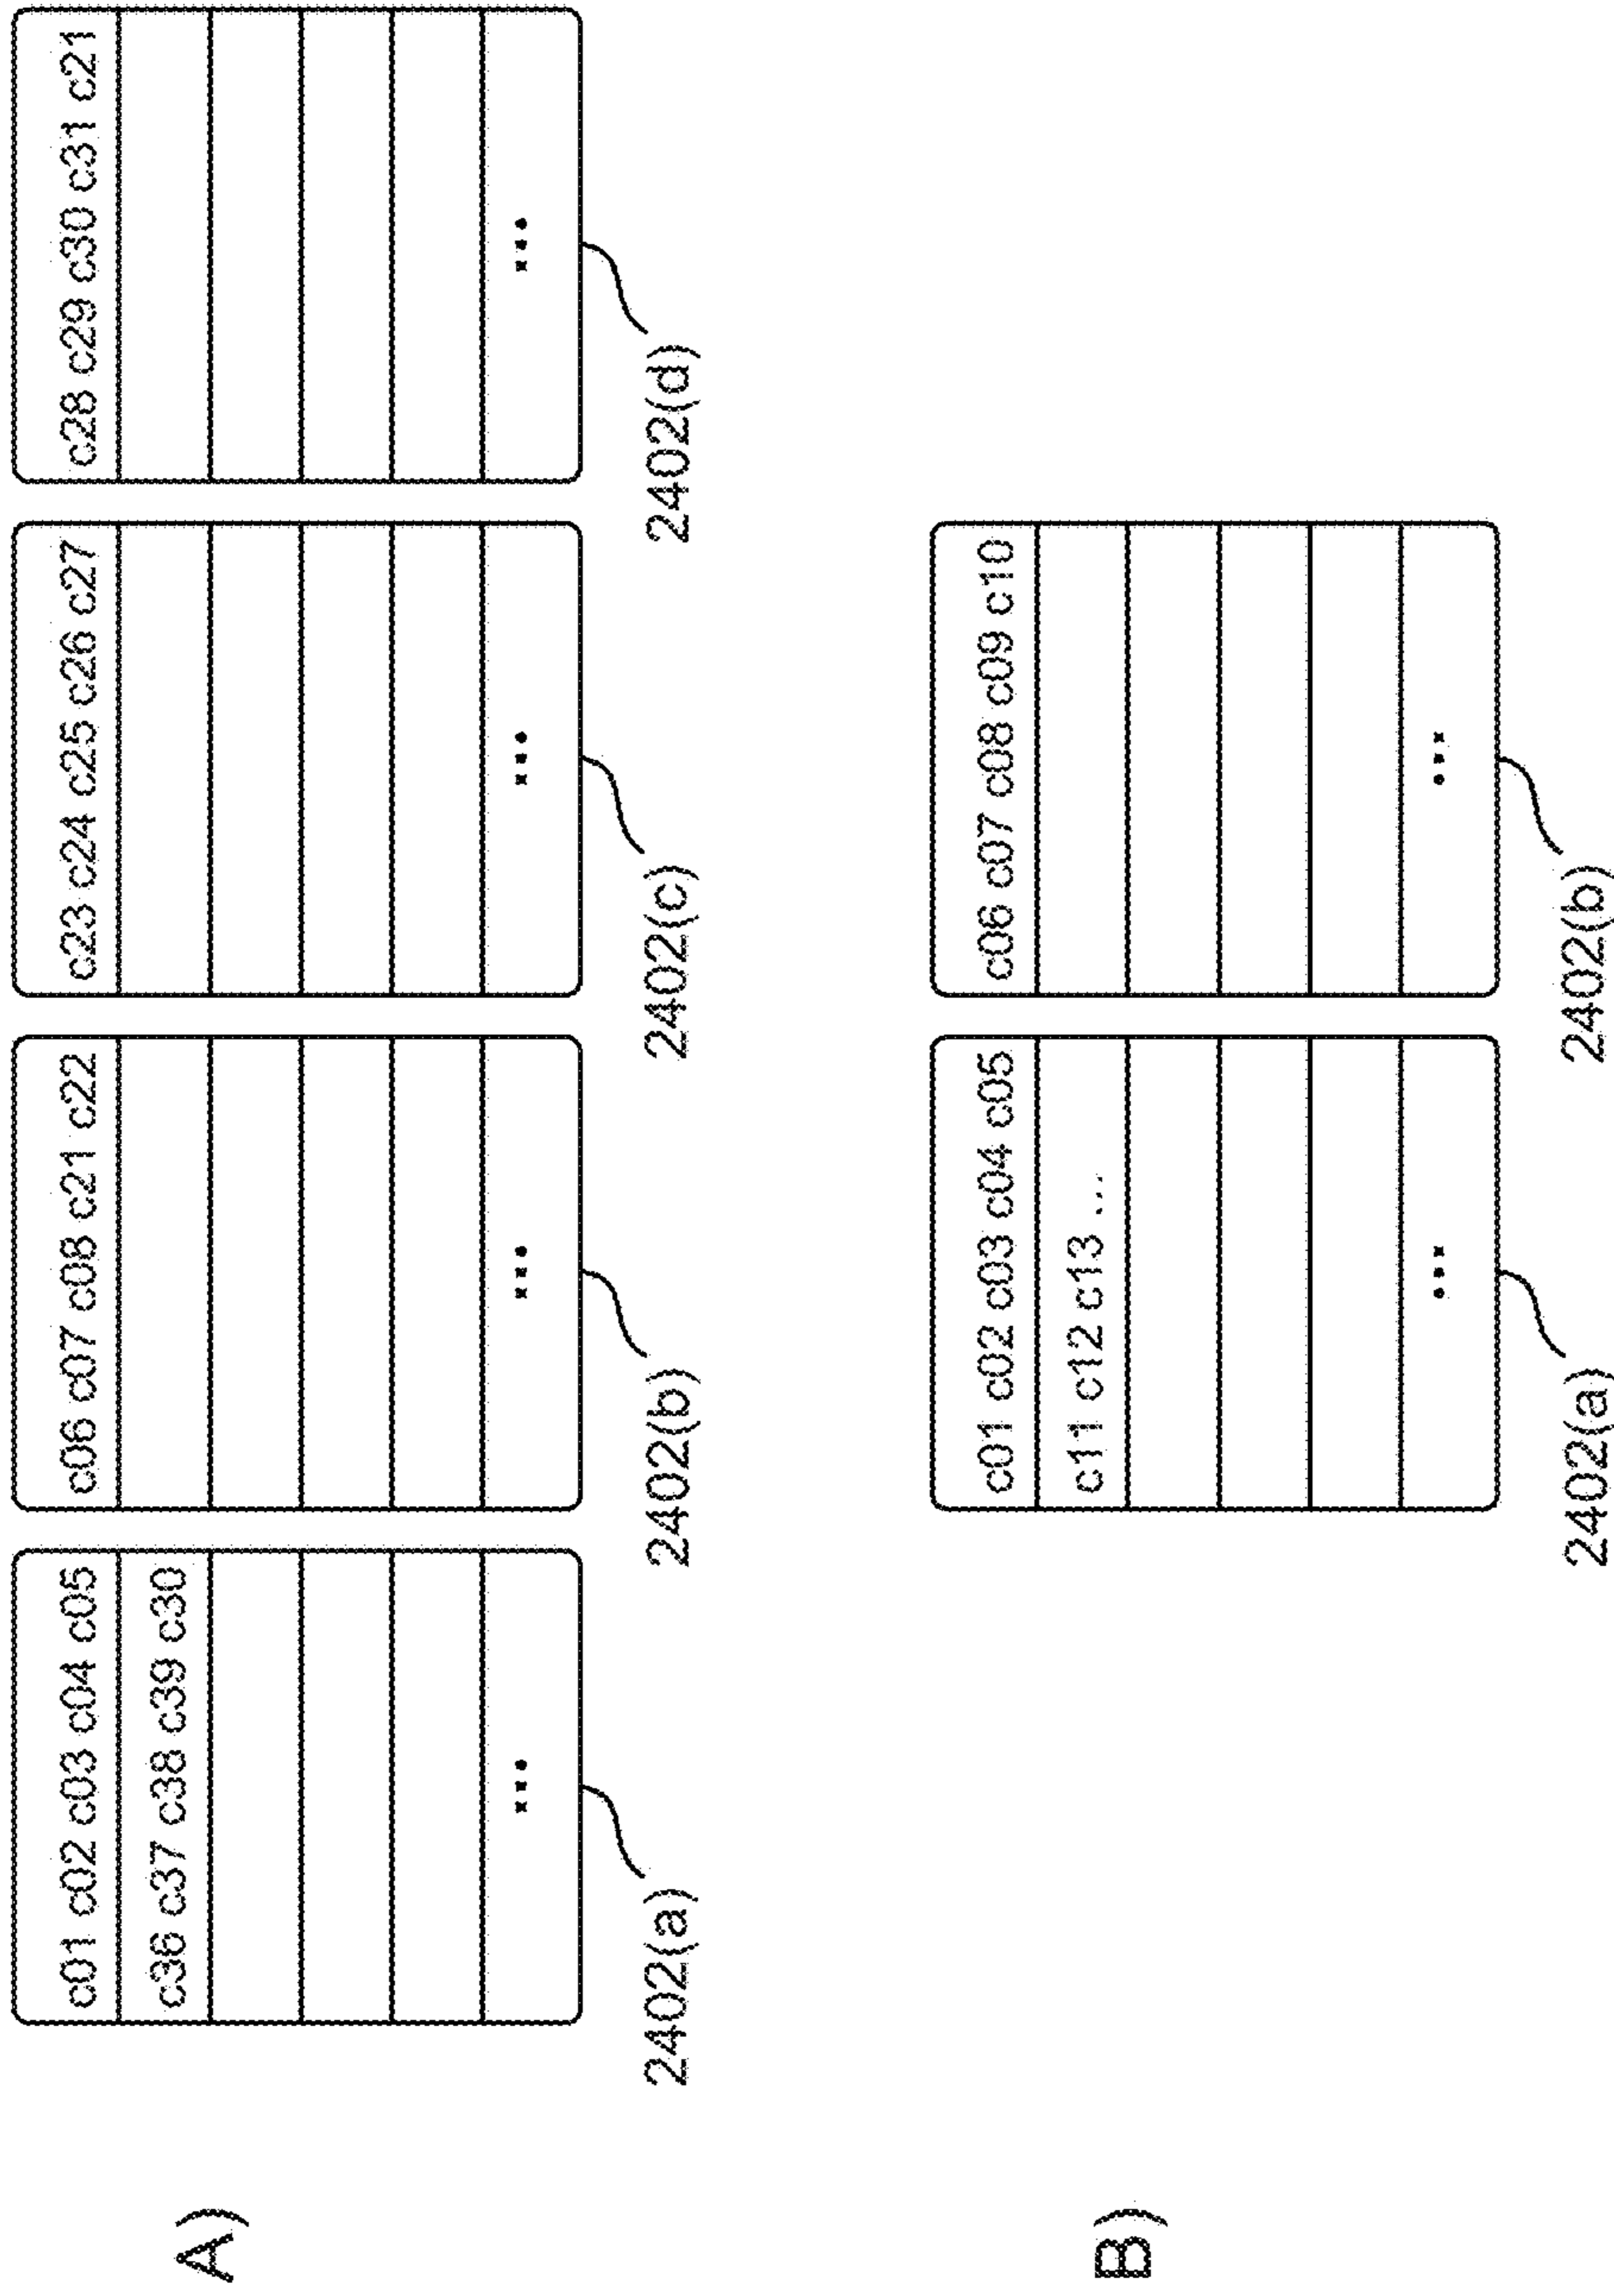 A)
c01 c02 c03 c04 c05
c36 c37 c38 c39 c30
...
2402(a)
c06 c07 c08 c21 c22
...
2402(b)
c23 c24 c25 c26 c27
...
2402(c)
c28 c29 c30 c31 c21
...
2402(d)
B)
c01 c02 c03 c04 c05
c11 c12 c13 ...
...
2402(a)
c06 c07 c08 c09 c10
...
2402(b)